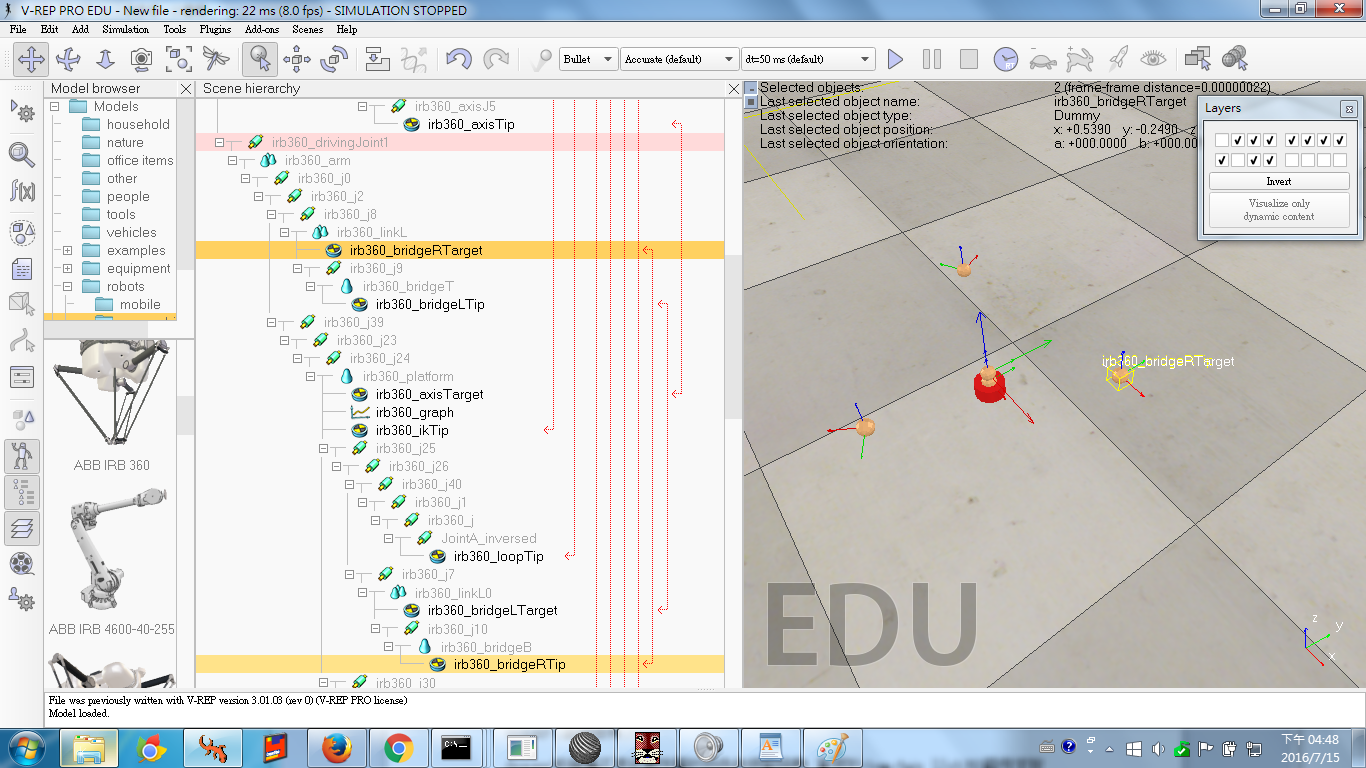 V-REP PRO EDU - New file - rendering: 22 ms (8.0 fps) - SIMULATION STOPPED
File Edit Add Simulation Tools Plugins Add-ons Scenes Help
Bullet Accurate (default) dt=50 ms (default)
Model browser
Models
household
nature
office items
other
people
tools
vehicles
examples
equipment
robots
mobile
ABB IRB 360
ABB IRB 4600-40-255
Scene hierarchy
irb360_axisJ5
irb360_axisTip
irb360_drivingJoint1
irb360_arm
irb360_j0
irb360_j2
irb360_j8
irb360_linkL
irb360_bridgeRTarget
irb360_j9
irb360_bridgeT
irb360_bridgeLTip
irb360_j39
irb360_j23
irb360_j24
irb360_platform
irb360_axisTarget
irb360_graph
irb360_ikTip
irb360_j25
irb360_j26
irb360_j40
irb360_j1
irb360_j
JointA_inversed
irb360_loopTip
irb360_j7
irb360_linkL0
irb360_bridgeLTarget
irb360_j10
irb360_bridgeB
irb360_bridgeRTip
irb360_j30
Selected objects: 2 (frame-frame distance=0.00000022)
Last selected object name: irb360_bridgeRTarget
Last selected object type: Dummy
Last selected object position: x: +0.5390 y: -0.2490 z
Last selected object orientation: a: +000.0000 b: +000.00
Layers
Invert
Visualize only
dynamic content
irb360_bridgeRTarget
EDU
z
y
x
File was previously written with V-REP version 3.01.03 (rev 0) (V-REP PRO license)
Model loaded.
下午 04:48
2016/7/15